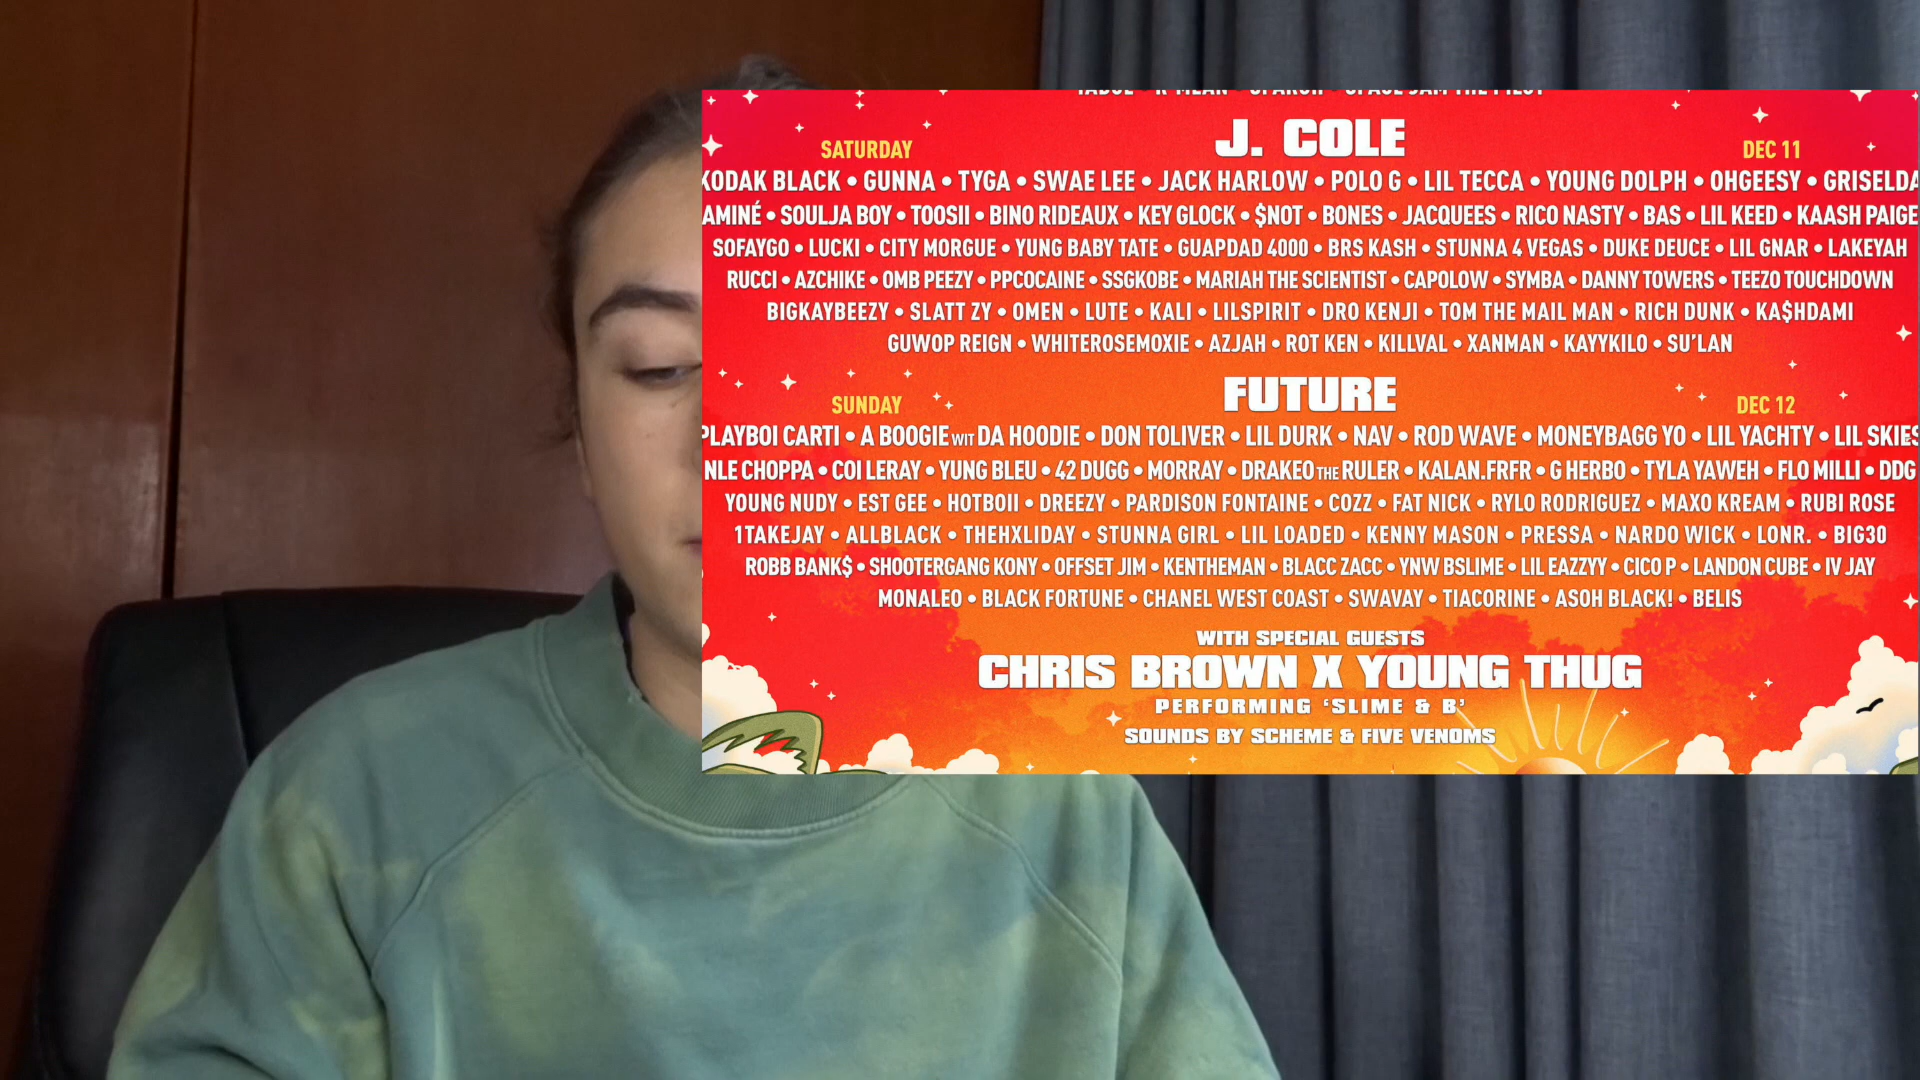 J. COLE
SATURDAY
DEC 11
KODAK BLACK • GUNNA • TYGA • SWAE LEE • JACK HARLOW • POLO G • LIL TECCA • YOUNG DOLPH • OHGEESY • GRISELDA
AMINÉ • SOULJA BOY • TOOSII • BINO RIDEAUX • KEY GLOCK • $NOT • BONES • JACQUEES • RICO NASTY • BAS • LIL KEED • KAASH PAIGE
SOFAYGO • LUCKI • CITY MORGUE • YUNG BABY TATE • GUAPDAD 4000 • BRS KASH • STUNNA 4 VEGAS • DUKE DEUCE • LIL GNAR • LAKEYAH
RUCCI • AZCHIKE • OMB PEEZY • PPCOCAINE • SSGKOBE • MARIAH THE SCIENTIST • CAPOLOW • SYMBA • DANNY TOWERS • TEEZO TOUCHDOWN
BIGKAYBEEZY • SLATT ZY • OMEN • LUTE • KALI • LILSPIRIT • DRO KENJI • TOM THE MAIL MAN • RICH DUNK • KA$HDAMI
GUWOP REIGN • WHITEROSEMOXIE • AZJAH • ROT KEN • KILLVAL • XANMAN • KAYYKILO • SU'LAN
FUTURE
SUNDAY
DEC 12
PLAYBOI CARTI • A BOOGIE WIT DA HOODIE • DON TOLIVER • LIL DURK • NAV • ROD WAVE • MONEYBAGG YO • LIL YACHTY • LIL SKIES
NLE CHOPPA • COI LERAY • YUNG BLEU • 42 DUGG • MORRAY • DRAKEO THE RULER • KALAN.FRFR • G HERBO • TYLA YAWEH • FLO MILLI • DDG
YOUNG NUDY • EST GEE • HOTBOII • DREEZY • PARDISON FONTAINE • COZZ • FAT NICK • RYLO RODRIGUEZ • MAXO KREAM • RUBI ROSE
1TAKEJAY • ALLBLACK • THEHXLIDAY • STUNNA GIRL • LIL LOADED • KENNY MASON • PRESSA • NARDO WICK • LONR. • BIG30
ROBB BANK$ • SHOOTERGANG KONY • OFFSET JIM • KENTHEMAN • BLACC ZACC • YNW BSLIME • LIL EAZZYY • CICO P • LANDON CUBE • IV JAY
MONALEO • BLACK FORTUNE • CHANEL WEST COAST • SWAVAY • TIACORINE • ASOH BLACK! • BELIS
WITH SPECIAL GUESTS
CHRIS BROWN X YOUNG THUG
PERFORMING 'SLIME & B'
SOUNDS BY SCHEME & FIVE VENOMS